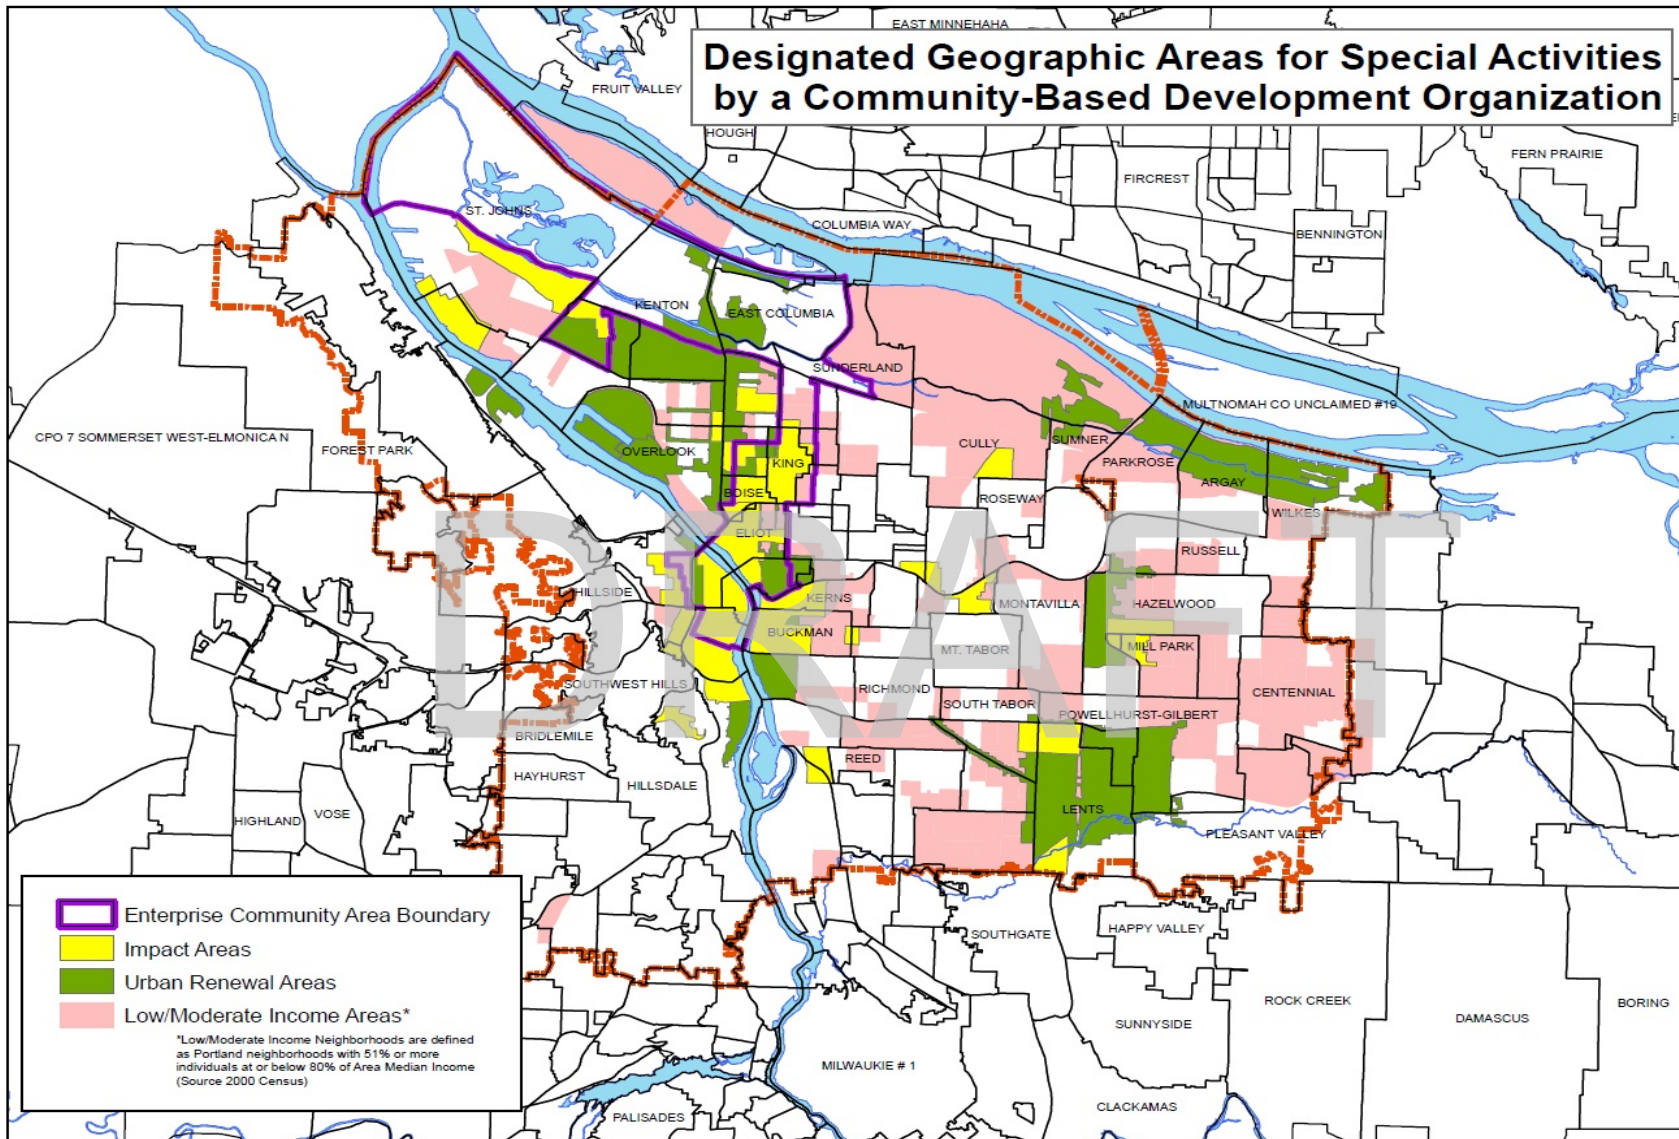 EAST MINNEHAHA
Designated Geographic Areas for Special Activities
by a Community-Based Development Organization
FRUIT VALLEY
HOUGH
FERN PRAIRIE
FIRCREST
ST. JOHNS
COLUMBIA WAY
BENNINGTON
KENTON
EAST COLUMBIA
SUNDERLAND
MULTNOMAH CO UNCLAIMED #19
CPO 7 SOMMERSET WEST-ELMONICA N
FOREST PARK
OVERLOOK
KING
CULLY
SUMNER
PARKROSE
ARGAY
BOISE
ROSEWAY
WILKES
ELIOT
RUSSELL
DRAFT
HILLSIDE
KERNS
MONTAVILLA
HAZELWOOD
BUCKMAN
MT. TABOR
MILL PARK
SOUTHWEST HILLS
RICHMOND
CENTENNIAL
SOUTH TABOR
POWELLHURST-GILBERT
BRIDLEMILE
REED
HAYHURST
HILLSDALE
LENTS
HIGHLAND
VOSE
PLEASANT VALLEY
Enterprise Community Area Boundary
Impact Areas
Urban Renewal Areas
Low/Moderate Income Areas*
*Low/Moderate Income Neighborhoods are defined
as Portland neighborhoods with 51% or more
individuals at or below 80% of Area Median Income
(Source 2000 Census)
SOUTHGATE
HAPPY VALLEY
ROCK CREEK
BORING
SUNNYSIDE
DAMASCUS
MILWAUKIE # 1
CLACKAMAS
PALISADES